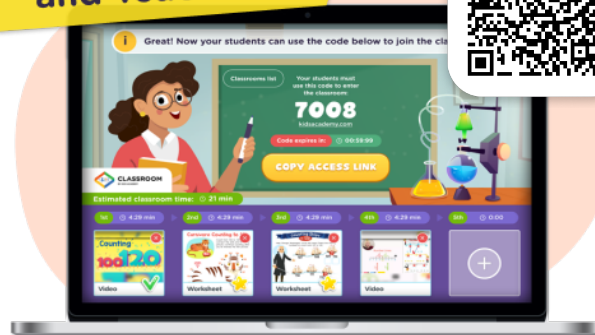 and
Great! Now your students can use the code below to join the cla
Classrooms list
Your students must
use this code to enter
the classroom:
7008
kidsacademy.com
Code expires in: 00:59:99
COPY ACCESS LINK
CLASSROOM
Estimated classroom time: 21 min
1st 4:29 min
2nd 4:29 min
3rd 4:29 min
4th 4:29 min
5th 0:00
Counting
100 120
Video
Worksheet
Worksheet
Video